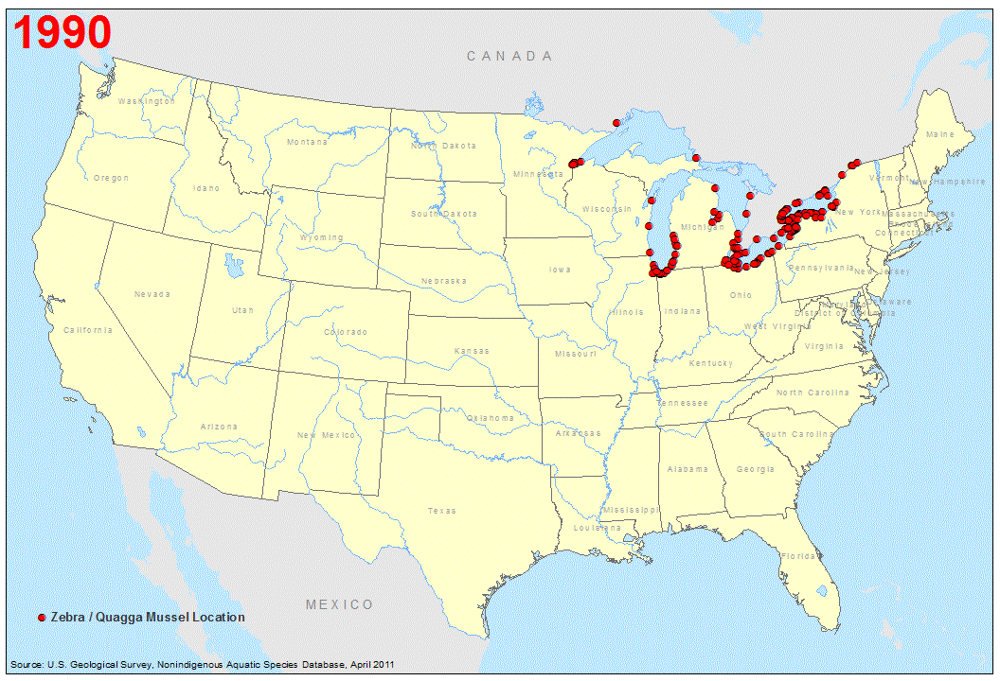 1990
CANADA
Washington
Montana
North Dakota
Minnesota
Maine
Oregon
Idaho
Vermont
New Hampshire
Wisconsin
South Dakota
Michigan
New York
Massachusetts
Wyoming
Connecticut
Iowa
Pennsylvania
New Jersey
Nebraska
Nevada
Ohio
Delaware
Maryland
Utah
Illinois
Indiana
District of Columbia
California
Colorado
West Virginia
Kansas
Missouri
Virginia
Kentucky
North Carolina
Tennessee
Oklahoma
Arizona
New Mexico
Arkansas
South Carolina
Alabama
Georgia
Texas
Mississippi
Louisiana
Florida
MEXICO
Zebra / Quagga Mussel Location
Source: U.S. Geological Survey, Nonindigenous Aquatic Species Database, April 2011